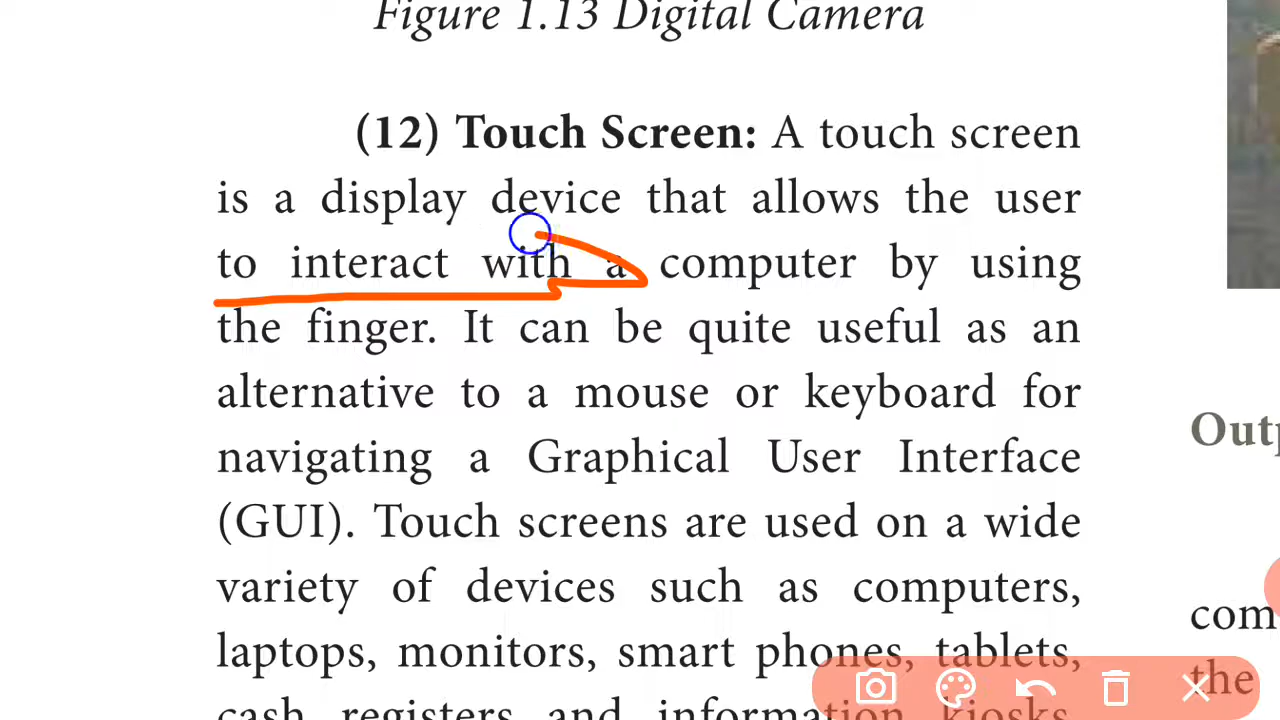 Figure 1.13 Digital Camera
(12) Touch Screen: A touch screen
is a display device that allows the user
to interact with a computer by using
the finger. It can be quite useful as an
alternative to a mouse or keyboard for
navigating a Graphical User Interface
(GUI). Touch screens are used on a wide
variety of devices such as computers,
laptops, monitors, smart phones, tablets,
cash registers and information kiosks.
Outp
com
the